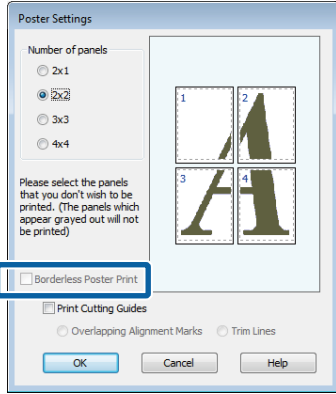 Poster Settings
Number of panels
2x1
2x2
3x3
4x4
1
2
3
4
Please select the panels
that you don't wish to be
printed. (The panels which
appear grayed out will not
be printed)
Borderless Poster Print
Print Cutting Guides
Overlapping Alignment Marks Trim Lines
OK Cancel Help